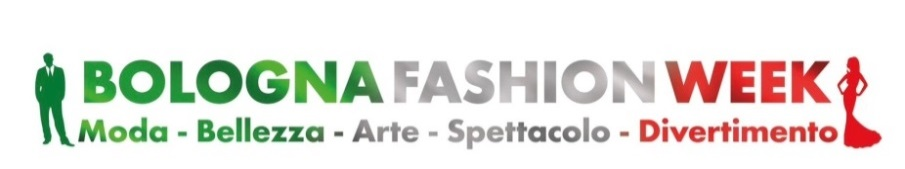 BOLOGNA FASHION WEEK
Moda - Bellezza - Arte - Spettacolo - Divertimento